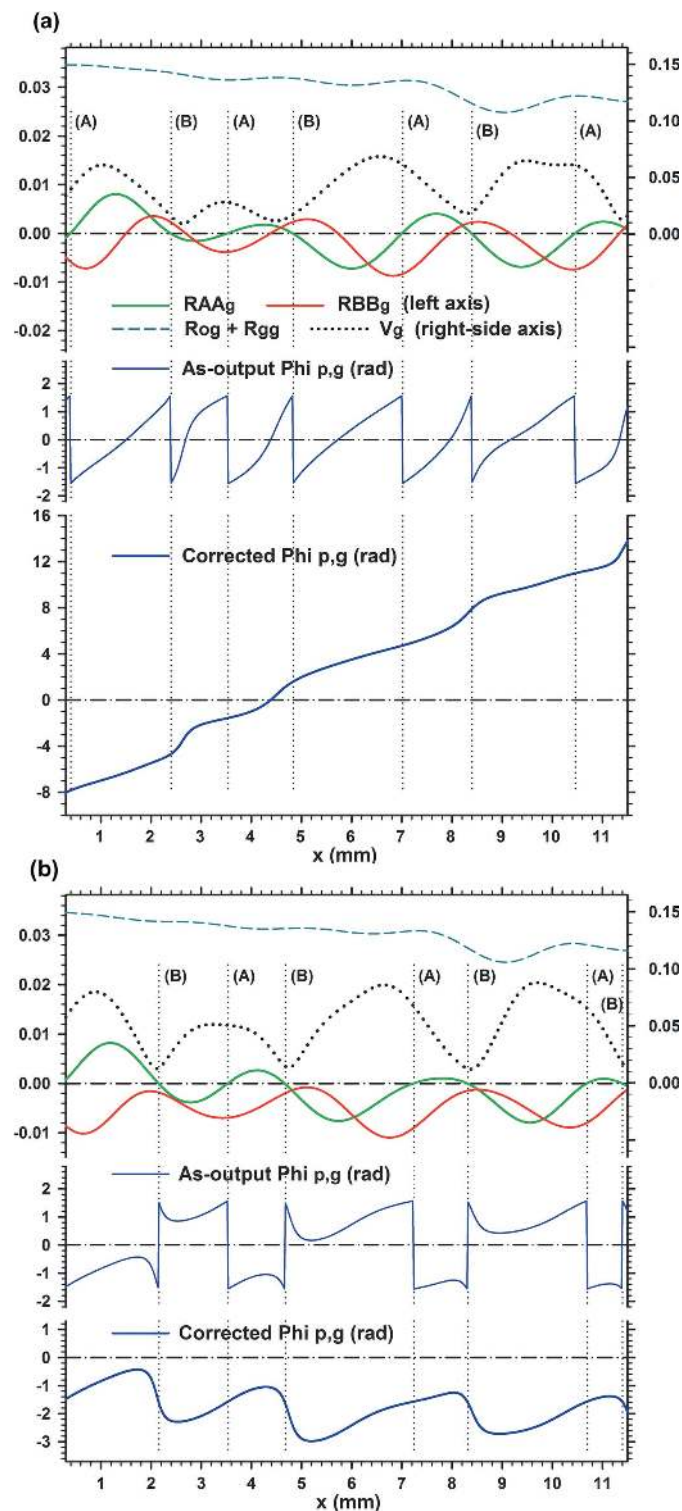 (a)
0.03
0.02
0.01
0.00
-0.01
-0.02
0.15
0.10
0.05
0.00
(A) (B) (A) (B) (A) (B) (A)
RAAg RBBg (left axis)
Rog + Rgg Vg (right-side axis)
As-output Phi p,g (rad)
2
1
0
-1
-2
16
12
8
4
0
-4
-8
Corrected Phi p,g (rad)
1 2 3 4 5 6 7 8 9 10 11
x (mm)
(b)
0.03
0.02
0.01
0.00
-0.01
0.15
0.10
0.05
0.00
(B) (A) (B) (A) (B) (A)
(B)
As-output Phi p,g (rad)
2
1
0
-1
-2
Corrected Phi p,g (rad)
1
0
-1
-2
-3
1 2 3 4 5 6 7 8 9 10 11
x (mm)